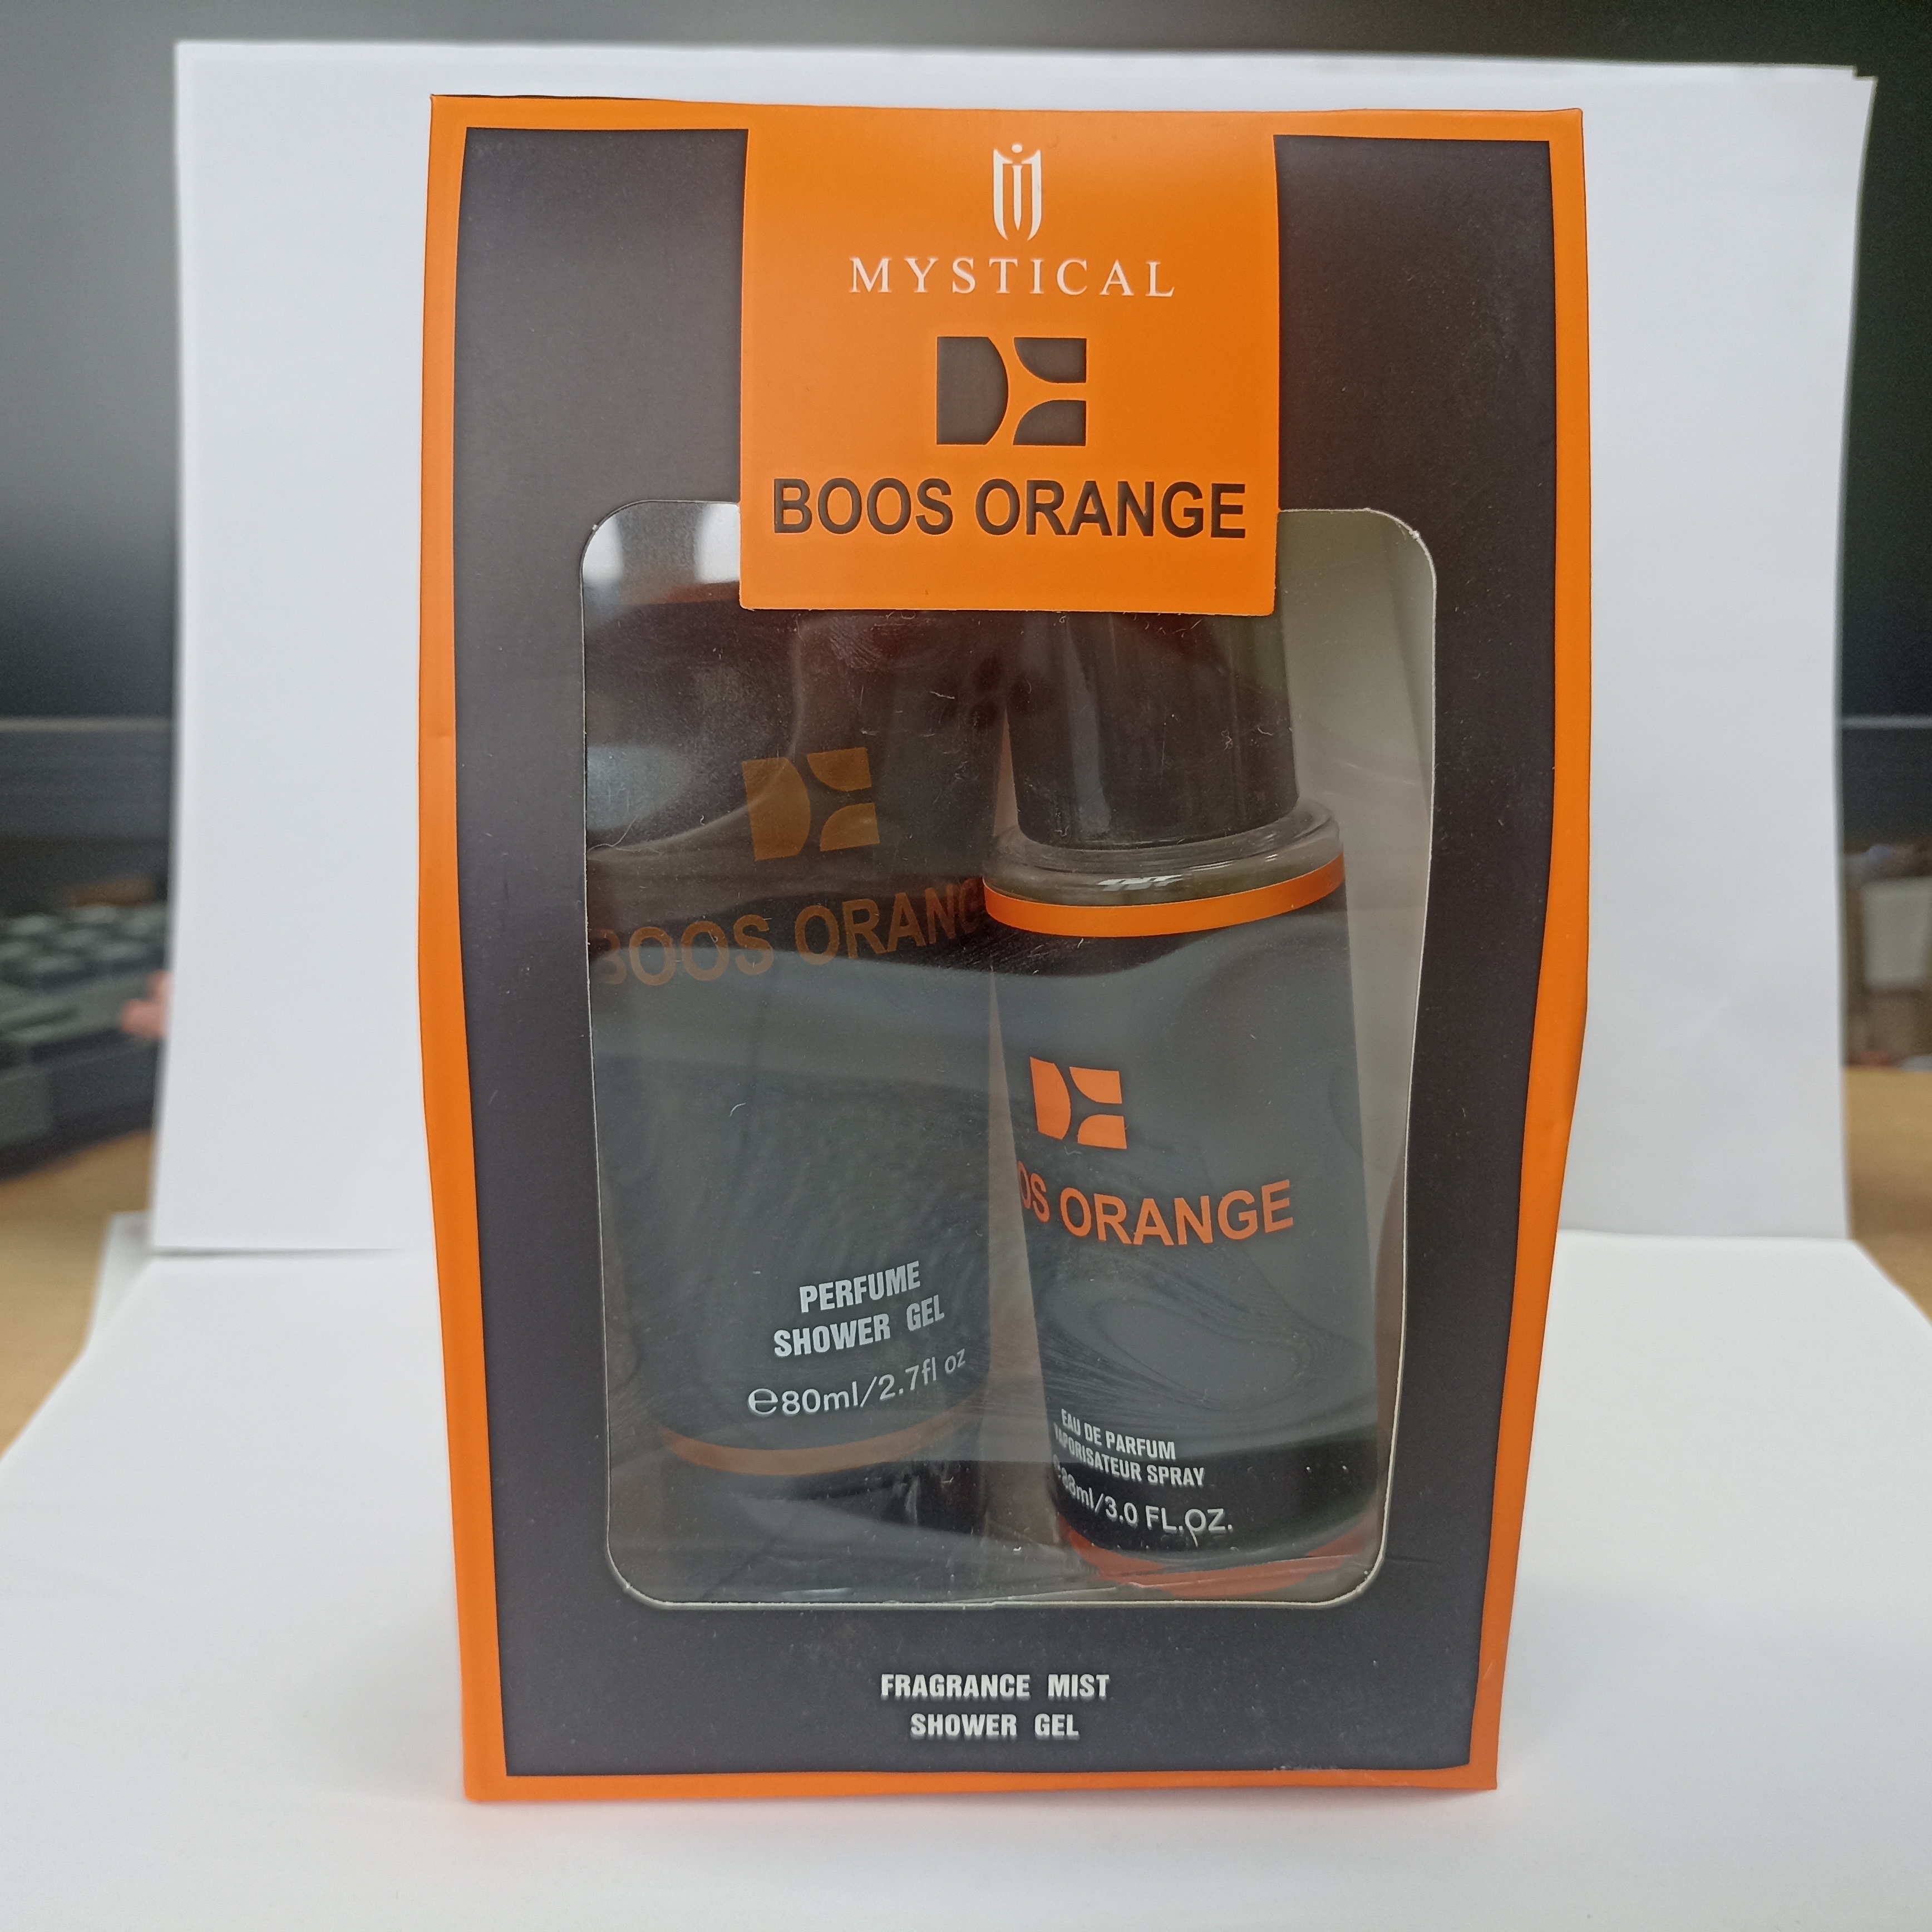 MYSTICAL
BOOS ORANGE
BOOS ORANG
PERFUME
SHOWER GEL
℮80ml/2.7fl oz
OS ORANGE
EAU DE PARFUM
VAPORISATEUR SPRAY
℮88ml/3.0 FL.OZ.
FRAGRANCE MIST
SHOWER GEL